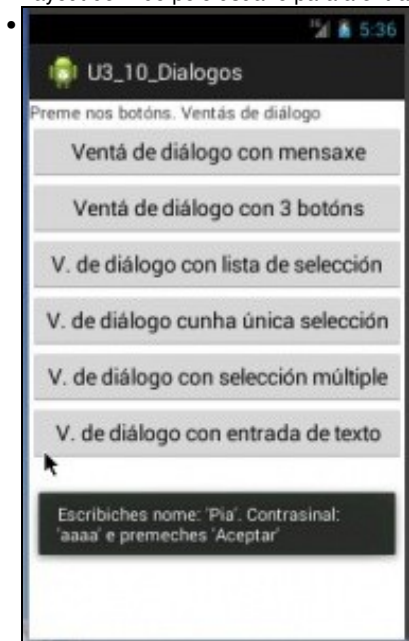 5:36
U3_10_Dialogos
Preme nos botóns. Ventás de diálogo
Ventá de diálogo con mensaxe
Ventá de diálogo con 3 botóns
V. de diálogo con lista de selección
V. de diálogo cunha única selección
V. de diálogo con selección múltiple
V. de diálogo con entrada de texto
Escribiches nome: 'Pia'. Contrasinal:
'aaaa' e premeches 'Aceptar'